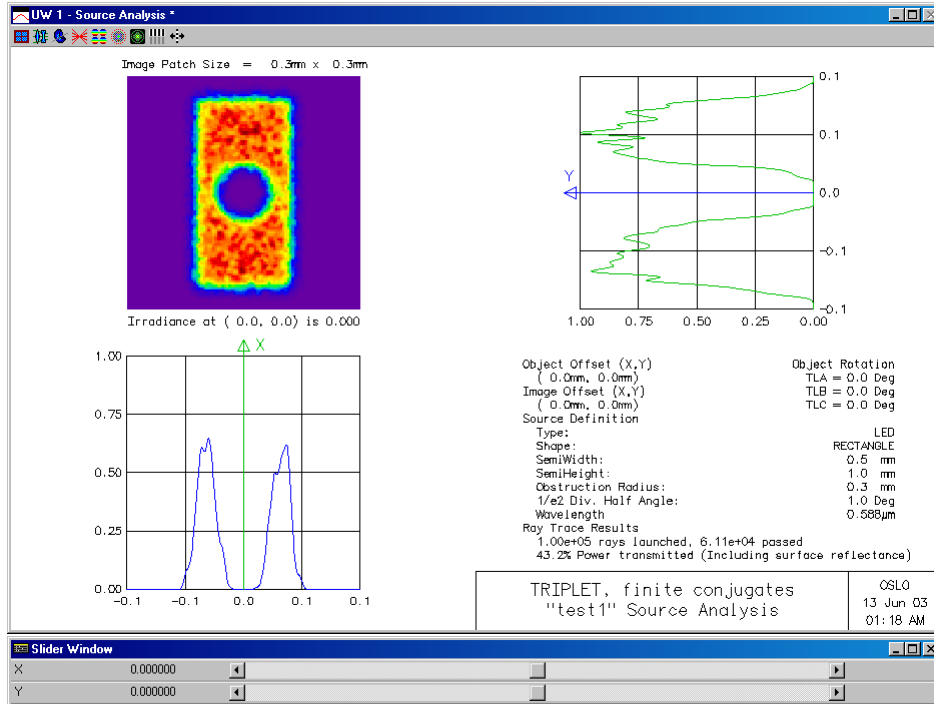 UW 1 - Source Analysis *
Image Patch Size = 0.3mm x 0.3mm
Irradiance at ( 0.0, 0.0) is 0.000
0.1
0.1
0.0
-0.1
-0.1
Y
1.00 0.75 0.50 0.25 0.00
X
1.00
0.75
0.50
0.25
0.00
-0.1 -0.1 0.0 0.1 0.1
Object Offset (X,Y) Object Rotation
( 0.0mm, 0.0mm) TLA = 0.0 Deg
Image Offset (X,Y) TLB = 0.0 Deg
( 0.0mm, 0.0mm) TLC = 0.0 Deg
Source Definition
Type: LED
Shape: RECTANGLE
SemiWidth: 0.5 mm
SemiHeight: 1.0 mm
Obstruction Radius: 0.3 mm
1/e2 Div. Half Angle: 1.0 Deg
Wavelength 0.588µm
Ray Trace Results
1.00e+05 rays launched, 6.11e+04 passed
43.2% Power transmitted (Including surface reflectance)
TRIPLET, finite conjugates
"test1" Source Analysis
OSLO
13 Jun 03
01:18 AM
Slider Window
X 0.000000
Y 0.000000